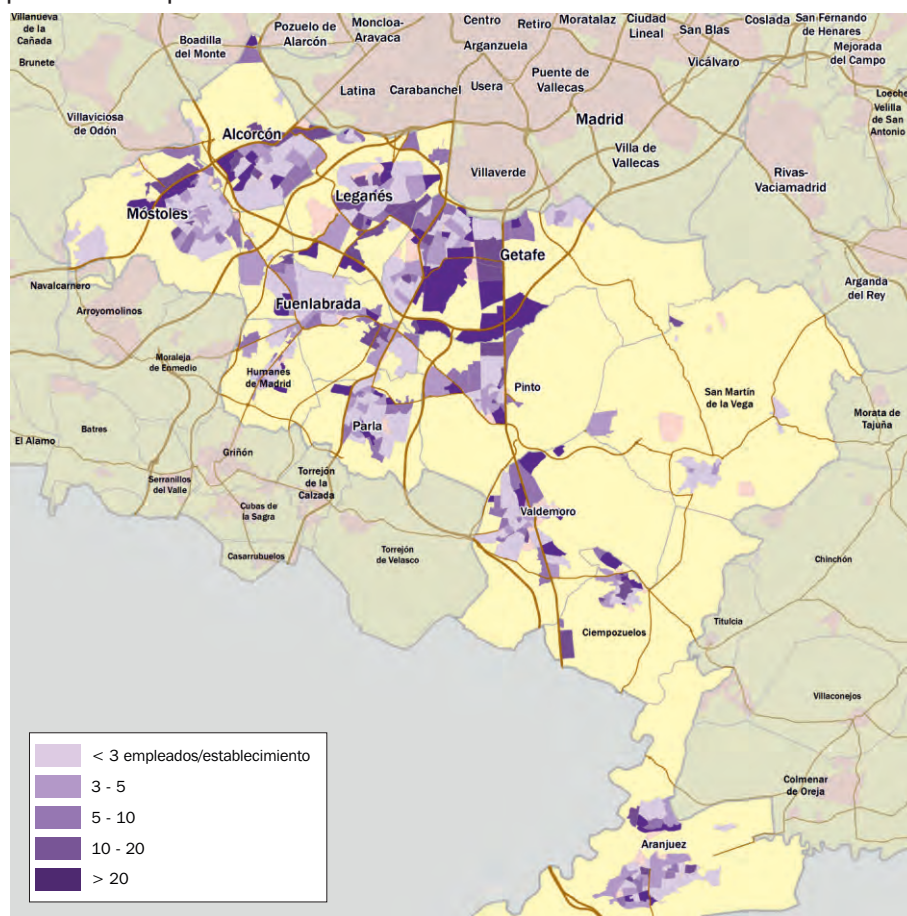 Villanueva
de la
Cañada
Boadilla
del Monte
Pozuelo de
Alarcón
Moncloa-
Aravaca
Centro
Retiro
Moratalaz
Ciudad
Lineal
San Blas
Coslada
San Fernando
de Henares
Brunete
Arganzuela
Vicálvaro
Mejorada
del Campo
Latina
Carabanchel
Usera
Puente de
Vallecas
Loeche
Velilla
de San
Antonio
Villaviciosa
de Odón
Alcorcón
Madrid
Villa de
Vallecas
Villaverde
Rivas-
Vaciamadrid
Móstoles
Leganés
Getafe
Navalcarnero
Arroyomolinos
Fuenlabrada
Arganda
del Rey
Moraleja
de Enmedio
Humanes
de Madrid
Pinto
San Martín
de la Vega
Morata de
Tajuña
Batres
El Alamo
Parla
Griñón
Serranillos
del Valle
Torrejón
de la
Calzada
Cubas de
la Sagra
Valdemoro
Casarrubuelos
Torrejón
de Velasco
Chinchón
Ciempozuelos
Titulcia
Villaconejos
Colmenar
de Oreja
Aranjuez
< 3 empleados/establecimiento
3 - 5
5 - 10
10 - 20
> 20